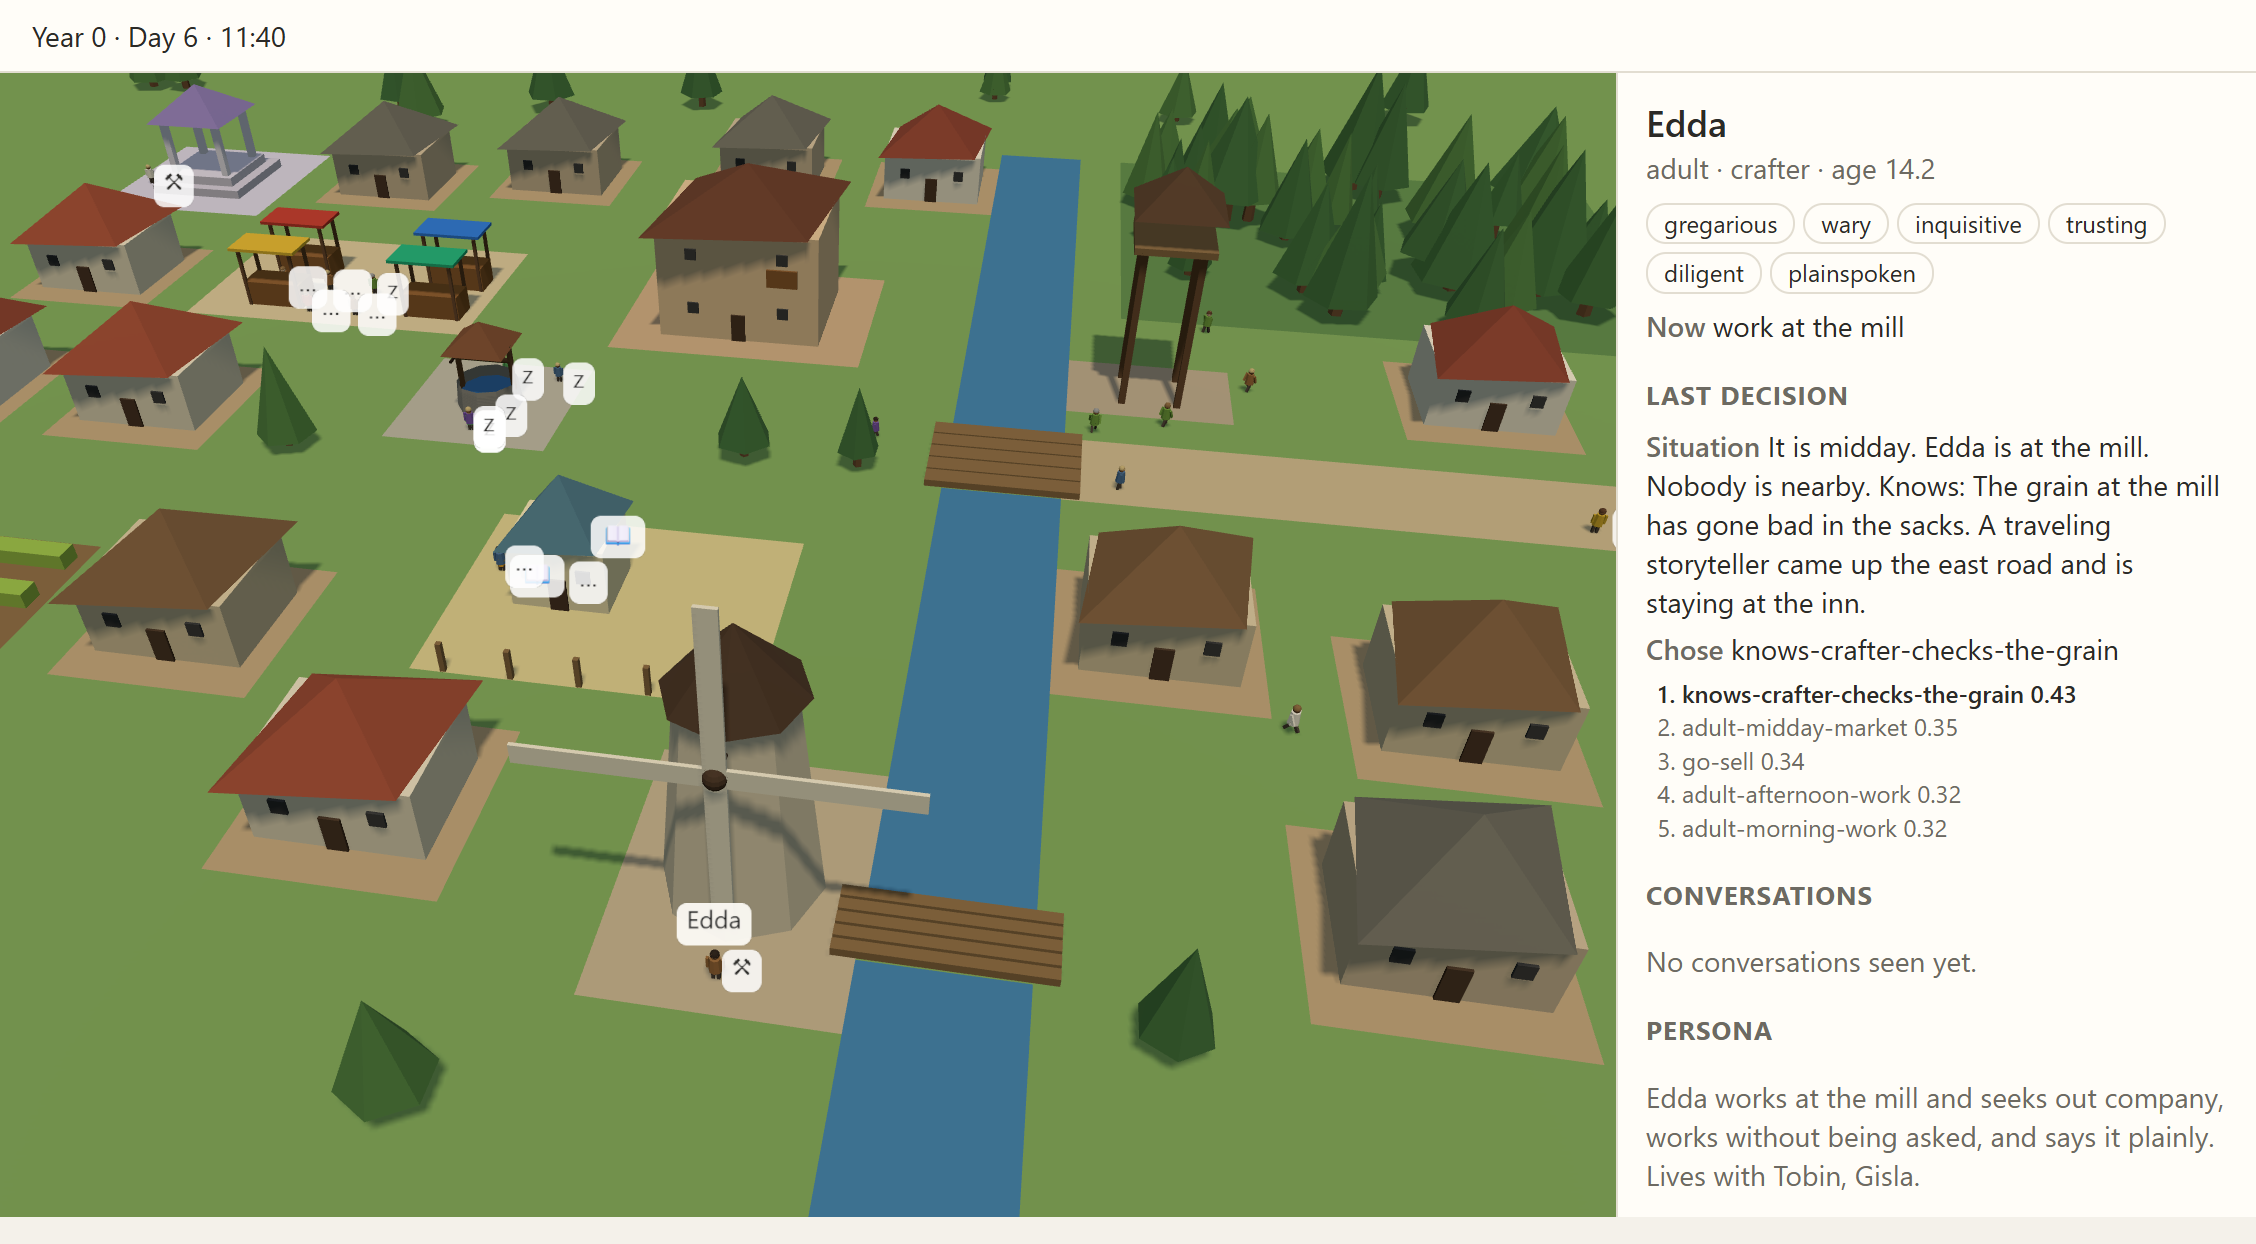 Year 0 · Day 6 · 11:40
Edda
adult · crafter · age 14.2
gregarious
wary
inquisitive
trusting
diligent
plainspoken
Now work at the mill
LAST DECISION
Situation It is midday. Edda is at the mill.
Nobody is nearby. Knows: The grain at the mill
has gone bad in the sacks. A traveling
storyteller came up the east road and is
staying at the inn.
Chose knows-crafter-checks-the-grain
1. knows-crafter-checks-the-grain 0.43
2. adult-midday-market 0.35
3. go-sell 0.34
4. adult-afternoon-work 0.32
5. adult-morning-work 0.32
CONVERSATIONS
No conversations seen yet.
PERSONA
Edda works at the mill and seeks out company,
works without being asked, and says it plainly.
Lives with Tobin, Gisla.
...
...
Z
...
...
Z
Z
Z
Z
...
...
Edda